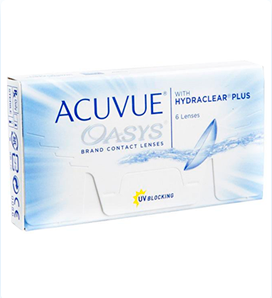 ACUVUE®
OASYS®
BRAND CONTACT LENSES
WITH
HYDRACLEAR® PLUS
6 Lenses
UV BLOCKING